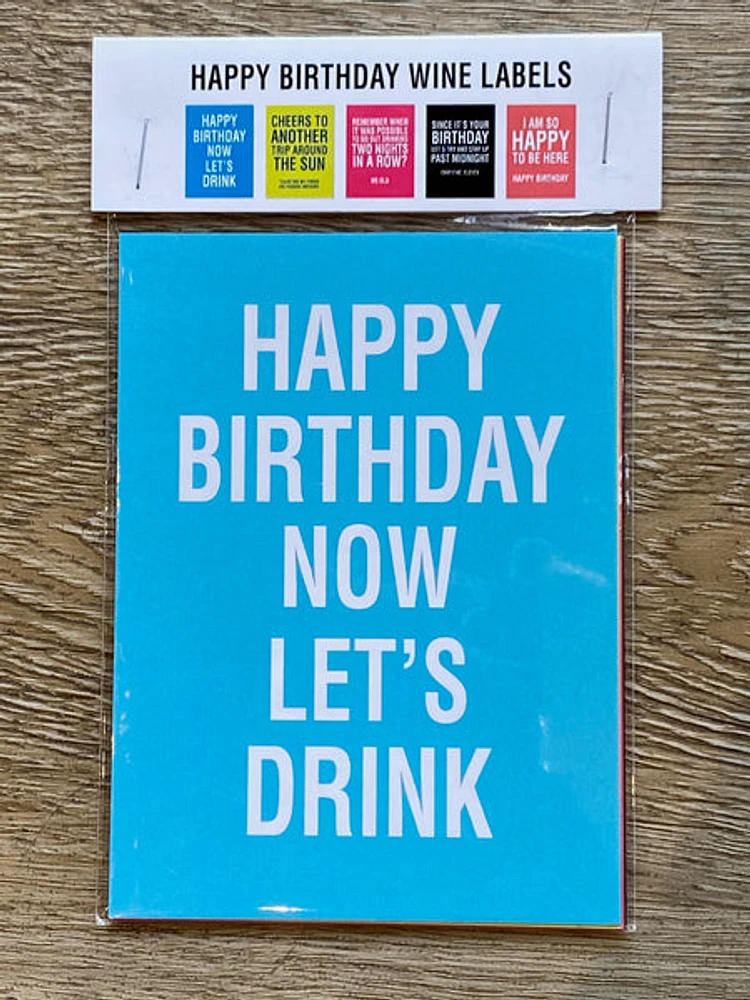 HAPPY BIRTHDAY WINE LABELS
HAPPY
BIRTHDAY
NOW
LET'S
DRINK
CHEERS TO
ANOTHER
TRIP AROUND
THE SUN
REMEMBER WHEN
IT WAS POSSIBLE
TO GO OUT DRINKING
TWO NIGHTS
IN A ROW?
WE OLD
SINCE IT'S YOUR
BIRTHDAY
LET'S TRY AND STAY UP
PAST MIDNIGHT
I AM SO
HAPPY
TO BE HERE
HAPPY BIRTHDAY
HAPPY
BIRTHDAY
NOW
LET'S
DRINK